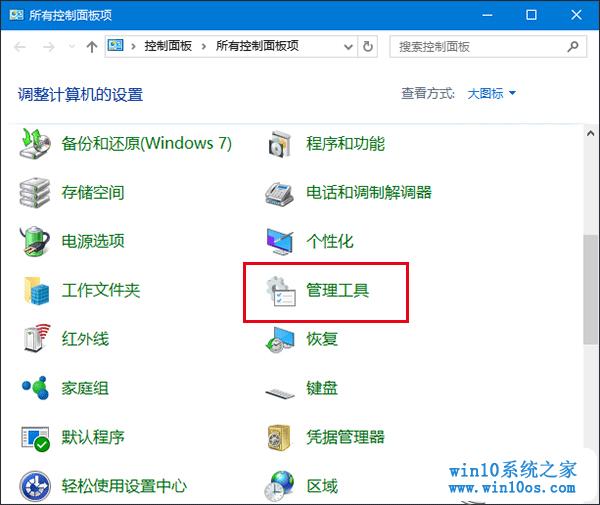 所有控制面板项
控制面板 所有控制面板项 搜索控制面板
调整计算机的设置 查看方式: 大图标
备份和还原(Windows 7) 程序和功能
存储空间 电话和调制解调器
电源选项 个性化
工作文件夹 管理工具
红外线 恢复
家庭组 键盘
默认程序 凭据管理器
轻松使用设置中心 区域
win10系统之家
www.win10os.com